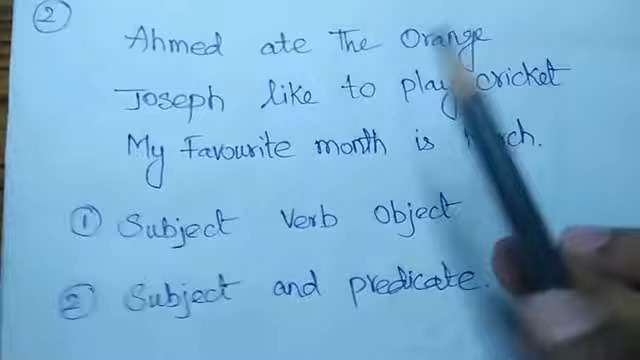 2
Ahmed ate The Orange
Joseph like to play cricket
My Favourite month is
1 Subject Verb Object
2 Subject and predicate.